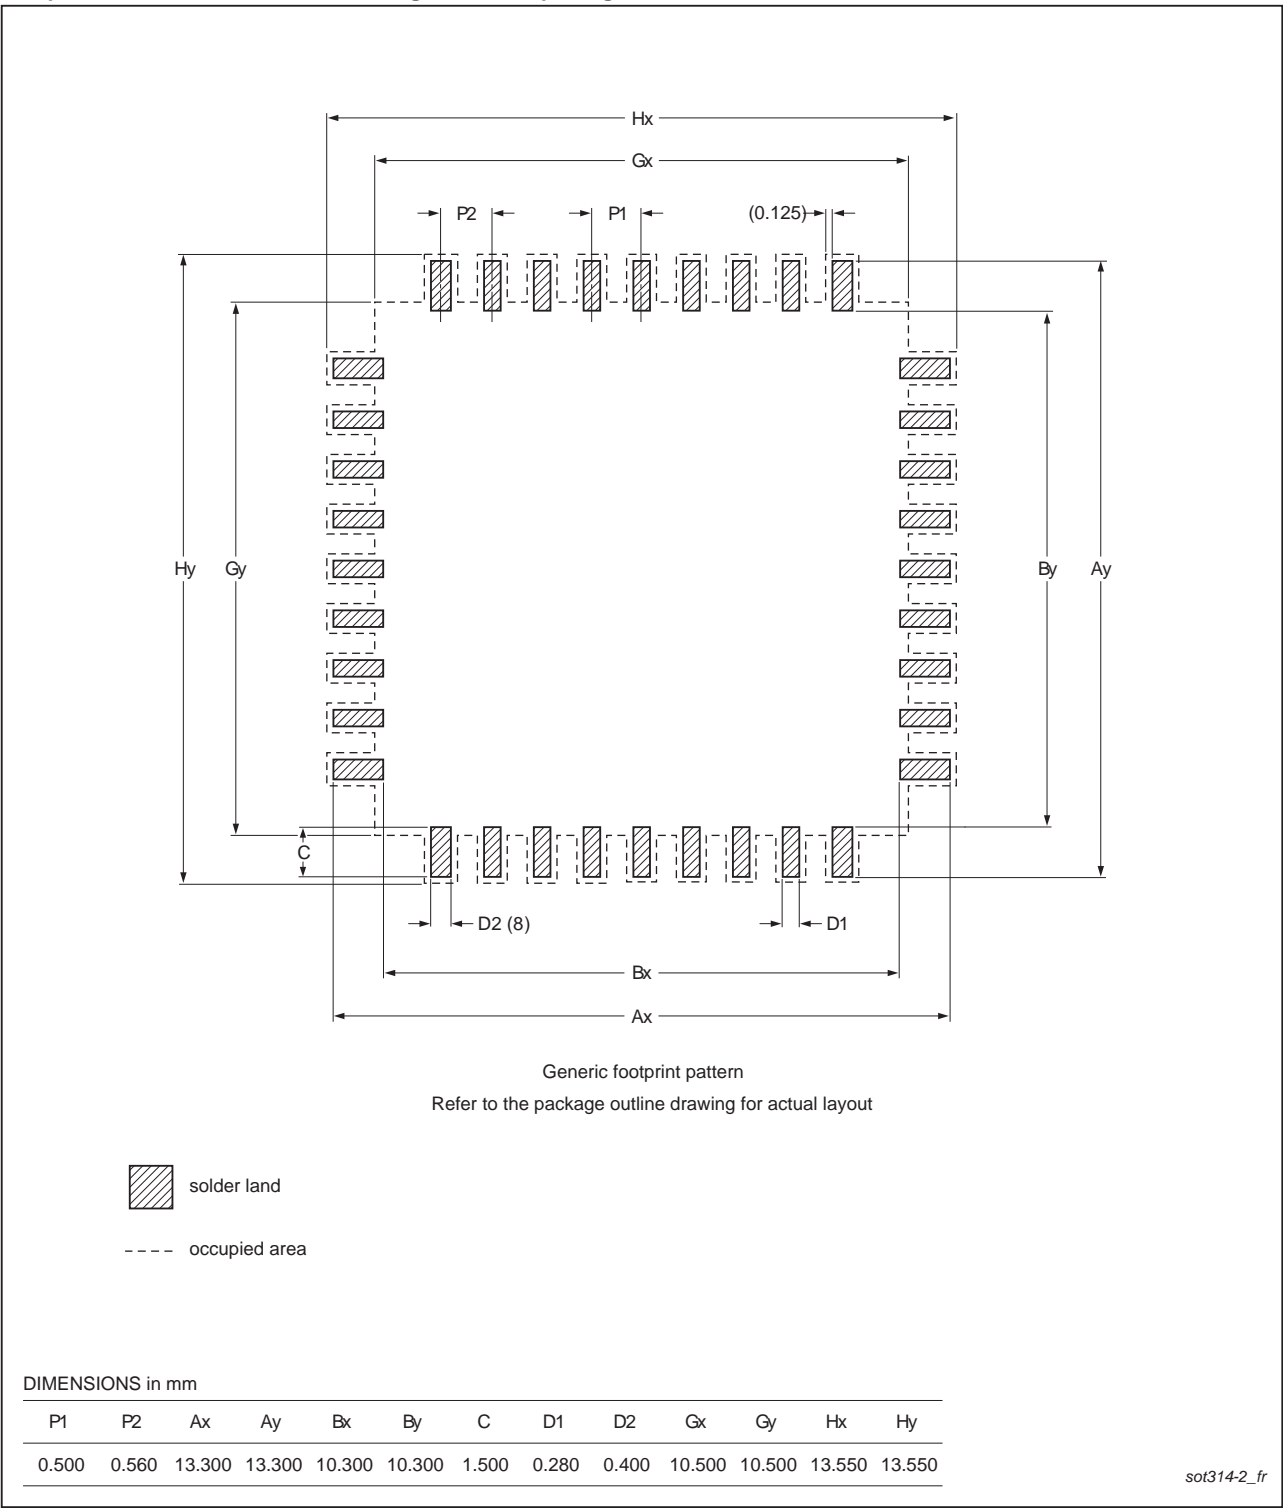 Hx
Gx
P2
P1
(0.125)
Hy
Gy
By
Ay
C
D2 (8)
D1
Bx
Ax
Generic footprint pattern
Refer to the package outline drawing for actual layout
solder land
occupied area
DIMENSIONS in mm
P1 P2 Ax Ay Bx By C D1 D2 Gx Gy Hx Hy
0.500 0.560 13.300 13.300 10.300 10.300 1.500 0.280 0.400 10.500 10.500 13.550 13.550
sot314-2_fr